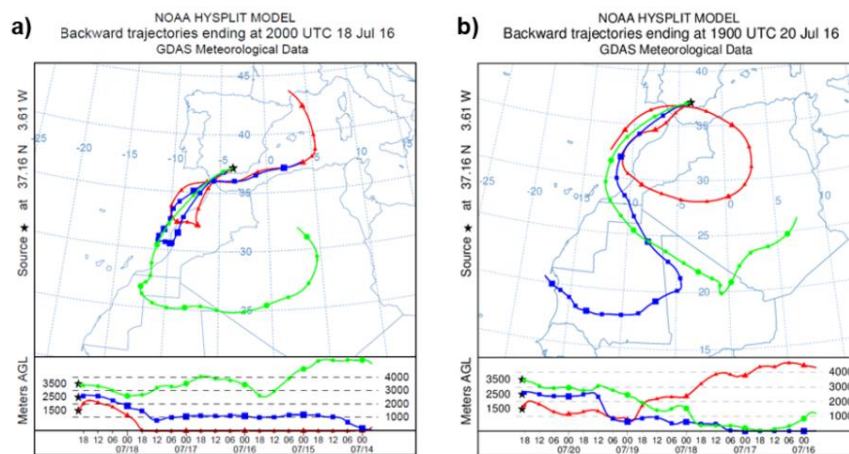 a)
NOAA HYSPLIT MODEL
Backward trajectories ending at 2000 UTC 18 Jul 16
GDAS Meteorological Data
Source ★ at 37.16 N 3.61 W
45
40
35
30
25
-25
-20
-15
-10
-5
0
5
Meters AGL
3500
2500
1500
4000
3000
2000
1000
18 12 06 00 18 12 06 00 18 12 06 00 18 12 06 00 18 12 06 00
07/18 07/17 07/16 07/15 07/14
b)
NOAA HYSPLIT MODEL
Backward trajectories ending at 1900 UTC 20 Jul 16
GDAS Meteorological Data
Source ★ at 37.16 N 3.61 W
35
30
25
20
15
-25
-20
-15
-10
-5
0
5
Meters AGL
3500
2500
1500
4000
3000
2000
1000
18 12 06 00 18 12 06 00 18 12 06 00 18 12 06 00 18 12 06 00
07/20 07/19 07/18 07/17 07/16